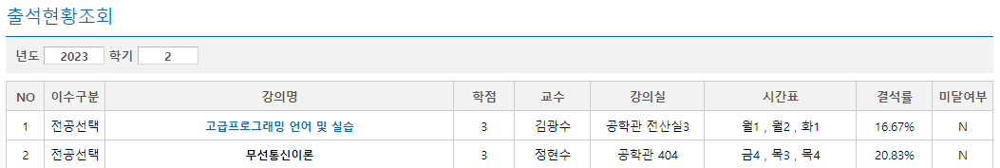 출석현황조회
년도 2023 학기 2
NO 이수구분 강의명 학점 교수 강의실 시간표 결석률 미달여부
1 전공선택 고급프로그래밍 언어 및 실습 3 김광수 공학관 전산실3 월1 , 월2 , 화1 16.67% N
2 전공선택 무선통신이론 3 정현수 공학관 404 금4 , 목3 , 목4 20.83% N